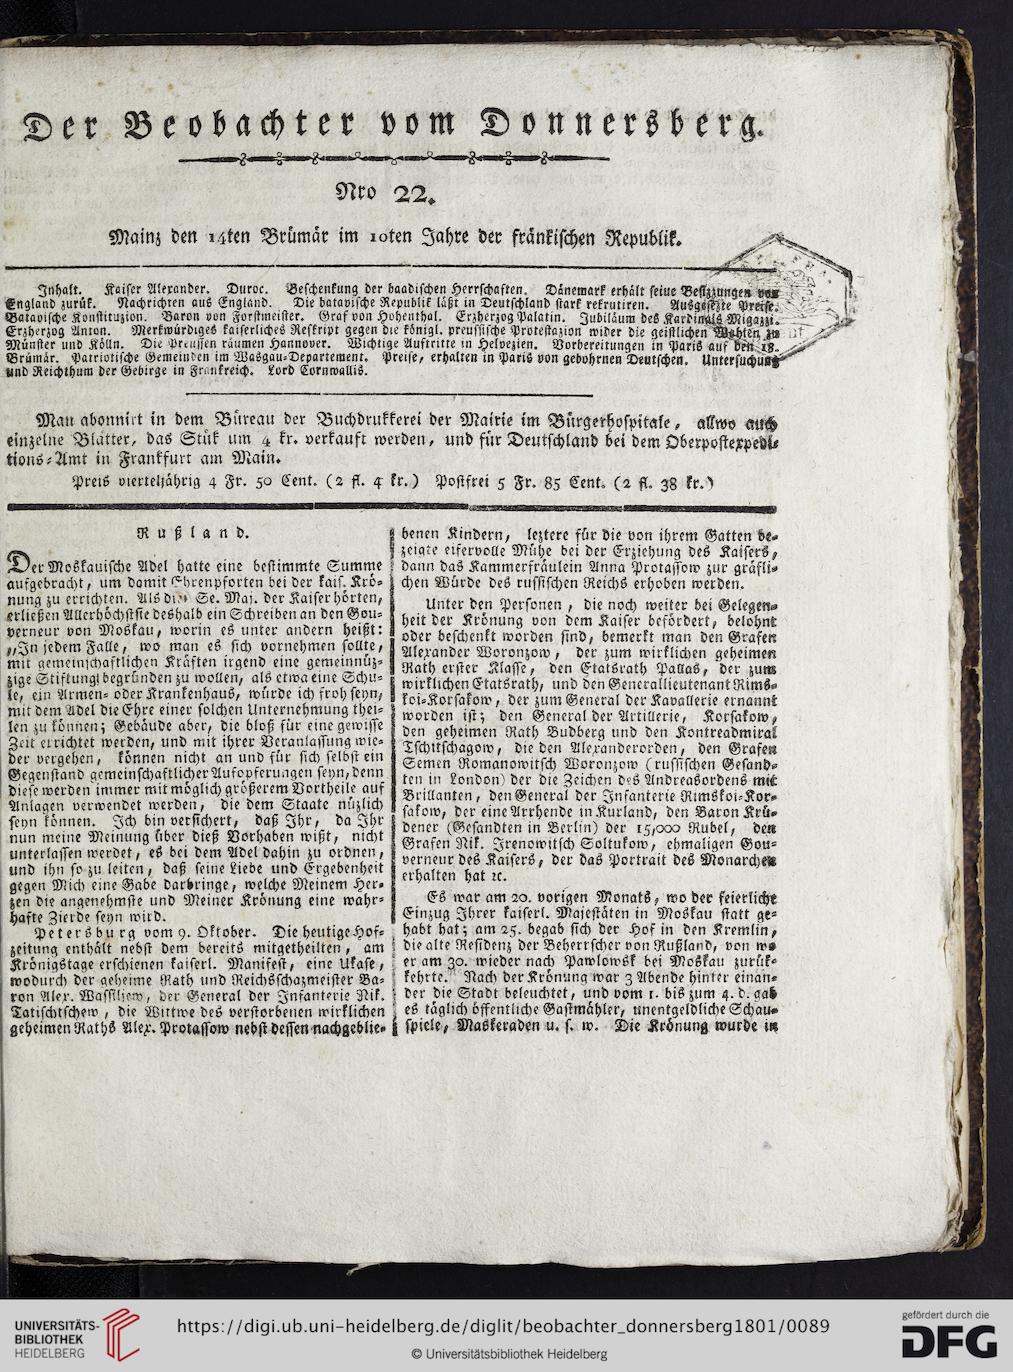 Der Beobachter vom Donnersberg.
Nro 22.
Mainz den 14ten Brümär im 10ten Jahre der fränkischen Republik.
Inhalt. Kaiser Alexander. Duroc. Beschenkung der baadischen Herrschaften. Dänemark erhält seine Besizzungen von
England zurük. Nachrichten aus England. Die batavische Republik läßt in Deutschland stark rekrutiren. Ausgesezte Preise.
Batavische Konstituzion. Baron von Forstmeister. Graf von Hohenthal. Erzherzog Palatin. Jubiläum des Kardinals Migazzi.
Erzherzog Anton. Merkwürdiges kaiserliches Reskript gegen die königl. preussische Protestazion wider die geistlichen Wahlen zu
Münster und Kölln. Die Preussen räumen Hannover. Wichtige Auftritte in Helvezien. Vorbereitungen in Paris auf den 18.
Brümär. Patriotische Gemeinden im Wasgau-Departement. Preise, erhalten in Paris von gebohrnen Deutschen. Untersuchung
und Reichthum der Gebirge in Frankreich. Lord Cornwallis.
Man abonnirt in dem Büreau der Buchdrukkerei der Mairie im Bürgerhospitale, allwo auch
einzelne Blätter, das Stük um 4 kr. verkauft werden, und für Deutschland bei dem Oberpostexpedi-
tions-Amt in Frankfurt am Main.
Preis vierteljährig 4 Fr. 50 Cent. (2 fl. 4 kr.) Postfrei 5 Fr. 85 Cent. (2 fl. 38 kr.)
Rußland.
Der Moskauische Adel hatte eine bestimmte Summe
aufgebracht, um damit Ehrenpforten bei der kais. Krö-
nung zu errichten. Als dies Se. Maj. der Kaiser hörten,
erließen Allerhöchstsie deshalb ein Schreiben an den Gou-
verneur von Moskau, worin es unter andern heißt:
„In jedem Falle, wo man es sich vornehmen sollte,
mit gemeinschaftlichen Kräften irgend eine gemeinnüz-
zige Stiftung begründen zu wollen, als etwa eine Schu-
le, ein Armen- oder Krankenhaus, würde ich froh seyn,
mit dem Adel die Ehre einer solchen Unternehmung thei-
len zu können; Gebäude aber, die bloß für eine gewisse
Zeit errichtet werden, und mit ihrer Veranlassung wie-
der vergehen, können nicht an und für sich selbst ein
Gegenstand gemeinschaftlicher Aufopferungen seyn, denn
diese werden immer mit möglich größerem Vortheile auf
Anlagen verwendet werden, die dem Staate nüzlich
seyn können. Ich bin versichert, daß Ihr, da Ihr
nun meine Meinung über dieß Vorhaben wißt, nicht
unterlassen werdet, es bei dem Adel dahin zu ordnen,
und ihn so zu leiten, daß seine Liebe und Ergebenheit
gegen Mich eine Gabe darbringe, welche Meinem Her-
zen die angenehmste und Meiner Krönung eine wahr-
hafte Zierde seyn wird.
Petersburg vom 9. Oktober. Die heutige Hof-
zeitung enthält nebst dem bereits mitgetheilten, am
Krönigstage erschienen kaiserl. Manifest, eine Ukase,
wodurch der geheime Rath und Reichsschazmeister Ba-
ron Alex. Wassiljew, der General der Infanterie Nik.
Tatischtschew, die Wittwe des verstorbenen wirklichen
geheimen Raths Alex. Protassow nebst dessen nachgeblie-
benen Kindern, leztere für die von ihrem Gatten be-
zeigte eifervolle Mühe bei der Erziehung des Kaisers,
dann das Kammerfräulein Anna Protassow zur gräfli-
chen Würde des russischen Reichs erhoben werden.
Unter den Personen, die noch weiter bei Gelegen-
heit der Krönung von dem Kaiser befördert, belohnt
oder beschenkt worden sind, bemerkt man den Grafen
Alexander Woronzow, der zum wirklichen geheimen
Rath erster Klasse, den Etatsrath Pallas, der zum
wirklichen Etatsrath, und den Generallieutenant Rims-
koi-Korsakow, der zum General der Kavallerie ernannt
worden ist; den General der Artillerie, Korsakow,
den geheimen Rath Budberg und den Kontreadmiral
Tschitschagow, die den Alexanderorden, den Grafen
Semen Romanowitsch Woronzow (russischen Gesand-
ten in London) der die Zeichen des Andreasordens mit
Brillanten, den General der Infanterie Rimskoi-Kor-
sakow, der eine Arrhende in Kurland, den Baron Krü-
dener (Gesandten in Berlin) der 15,000 Rubel, den
Grafen Nik. Irenowitsch Soltukow, ehmaligen Gou-
verneur des Kaisers, der das Portrait des Monarchen
erhalten hat ꝛc.
Es war am 20. vorigen Monats, wo der feierliche
Einzug Ihrer kaiserl. Majestäten in Moskau statt ge-
habt hat; am 25. begab sich der Hof in den Kremlin,
die alte Residenz der Beherrscher von Rußland, von wo
er am 30. wieder nach Pawlowsk bei Moskau zurük-
kehrte. Nach der Krönung war 3 Abende hinter einan-
der die Stadt beleuchtet, und vom 1. bis zum 4. d. gab
es täglich öffentliche Gastmähler, unentgeldliche Schau-
spiele, Maskeraden u. s. w. Die Krönung wurde in
UNIVERSITÄTS-
BIBLIOTHEK
HEIDELBERG
https://digi.ub.uni-heidelberg.de/diglit/beobachter_donnersberg1801/0089
© Universitätsbibliothek Heidelberg
gefördert durch die
DFG